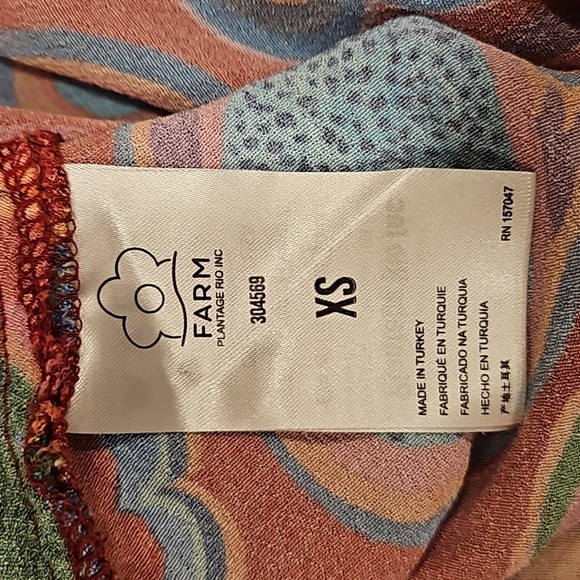 FARM
PLANTAGE RIO INC
304569
XS
MADE IN TURKEY
FABRIQUÉ EN TURQUIE
FABRICADO NA TURQUIA
HECHO EN TURQUIA
产地土耳其
RN 157047